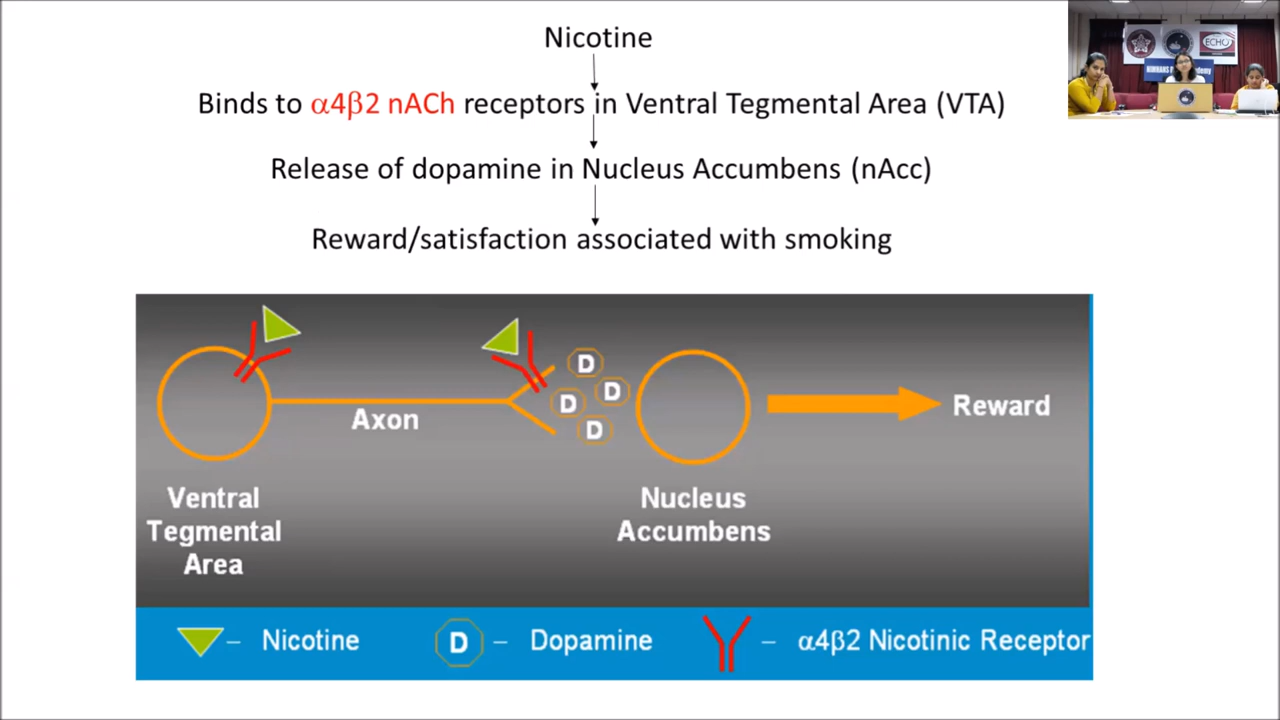 Nicotine
Binds to α4β2 nACh receptors in Ventral Tegmental Area (VTA)
Release of dopamine in Nucleus Accumbens (nAcc)
Reward/satisfaction associated with smoking
ECHO
D
D
D
D
Axon
Reward
Ventral
Tegmental
Area
Nucleus
Accumbens
– Nicotine
D – Dopamine
– α4β2 Nicotinic Receptor